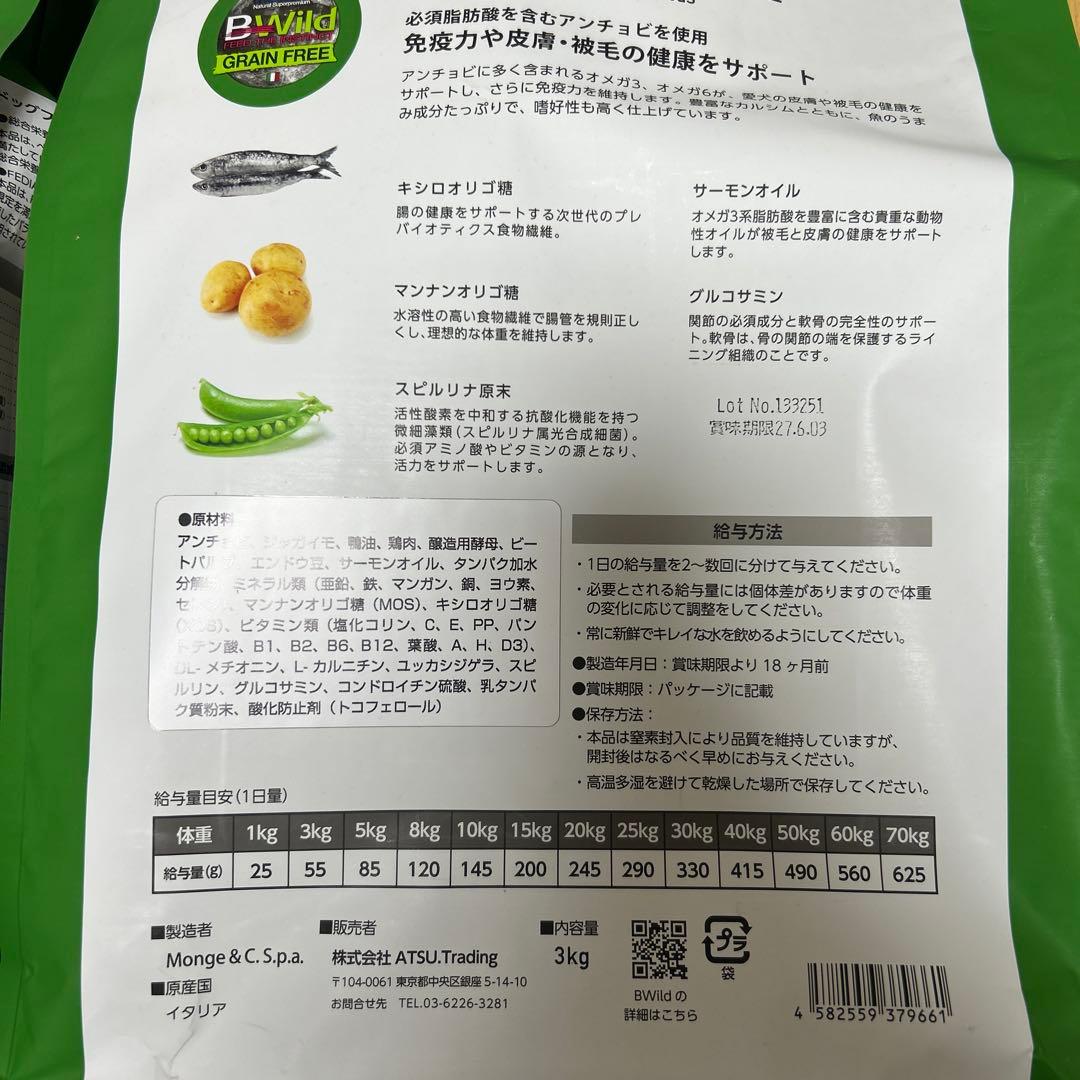 Natural Superpremium
BWild
FEED THE INSTINCT
GRAIN FREE
必須脂肪酸を含むアンチョビを使用
免疫力や皮膚・被毛の健康をサポート
アンチョビに多く含まれるオメガ3、オメガ6が、愛犬の皮膚や被毛の健康を
サポートし、さらに免疫力を維持します。豊富なカルシムとともに、魚のうま
み成分たっぷりで、嗜好性も高く仕上げています。
キシロオリゴ糖
腸の健康をサポートする次世代のプレ
バイオティクス食物繊維。
サーモンオイル
オメガ3系脂肪酸を豊富に含む貴重な動物
性オイルが被毛と皮膚の健康をサポート
します。
マンナンオリゴ糖
水溶性の高い食物繊維で腸管を規則正し
くし、理想的な体重を維持します。
グルコサミン
関節の必須成分と軟骨の完全性のサポー
ト。軟骨は、骨の関節の端を保護するライ
ニング組織のことです。
スピルリナ原末
活性酸素を中和する抗酸化機能を持つ
微細藻類（スピルリナ属光合成細菌）。
必須アミノ酸やビタミンの源となり、
活力をサポートします。
Lot No.133251
賞味期限27.6.03
●原材料
アンチョビ、ジャガイモ、鴨油、鶏肉、醸造用酵母、ビー
トパルプ、エンドウ豆、サーモンオイル、タンパク加水
分解物、ミネラル類（亜鉛、鉄、マンガン、銅、ヨウ素、
セレン）、マンナンオリゴ糖（MOS）、キシロオリゴ糖
（XOS）、ビタミン類（塩化コリン、C、E、PP、パン
トテン酸、B1、B2、B6、B12、葉酸、A、H、D3）、
DL- メチオニン、L- カルニチン、ユッカシジゲラ、スピ
ルリン、グルコサミン、コンドロイチン硫酸、乳タンパ
ク質粉末、酸化防止剤（トコフェロール）
給与方法
・1日の給与量を2〜数回に分けて与えてください。
・必要とされる給与量には個体差がありますので体重
の変化に応じて調整をしてください。
・常に新鮮でキレイな水を飲めるようにしてください。
●製造年月日：賞味期限より 18 ヶ月前
●賞味期限：パッケージに記載
●保存方法：
・本品は窒素封入により品質を維持していますが、
開封後はなるべく早めにお与えください。
・高温多湿を避けて乾燥した場所で保存してください。
給与量目安（1日量）
体重 1kg 3kg 5kg 8kg 10kg 15kg 20kg 25kg 30kg 40kg 50kg 60kg 70kg
給与量(g) 25 55 85 120 145 200 245 290 330 415 490 560 625
■製造者
Monge & C. S.p.a.
■原産国
イタリア
■販売者
株式会社 ATSU.Trading
〒104-0061 東京都中央区銀座 5-14-10
お問合せ先 TEL.03-6226-3281
■内容量
3kg
BWild の
詳細はこちら
プラ
袋
4 582559 379661